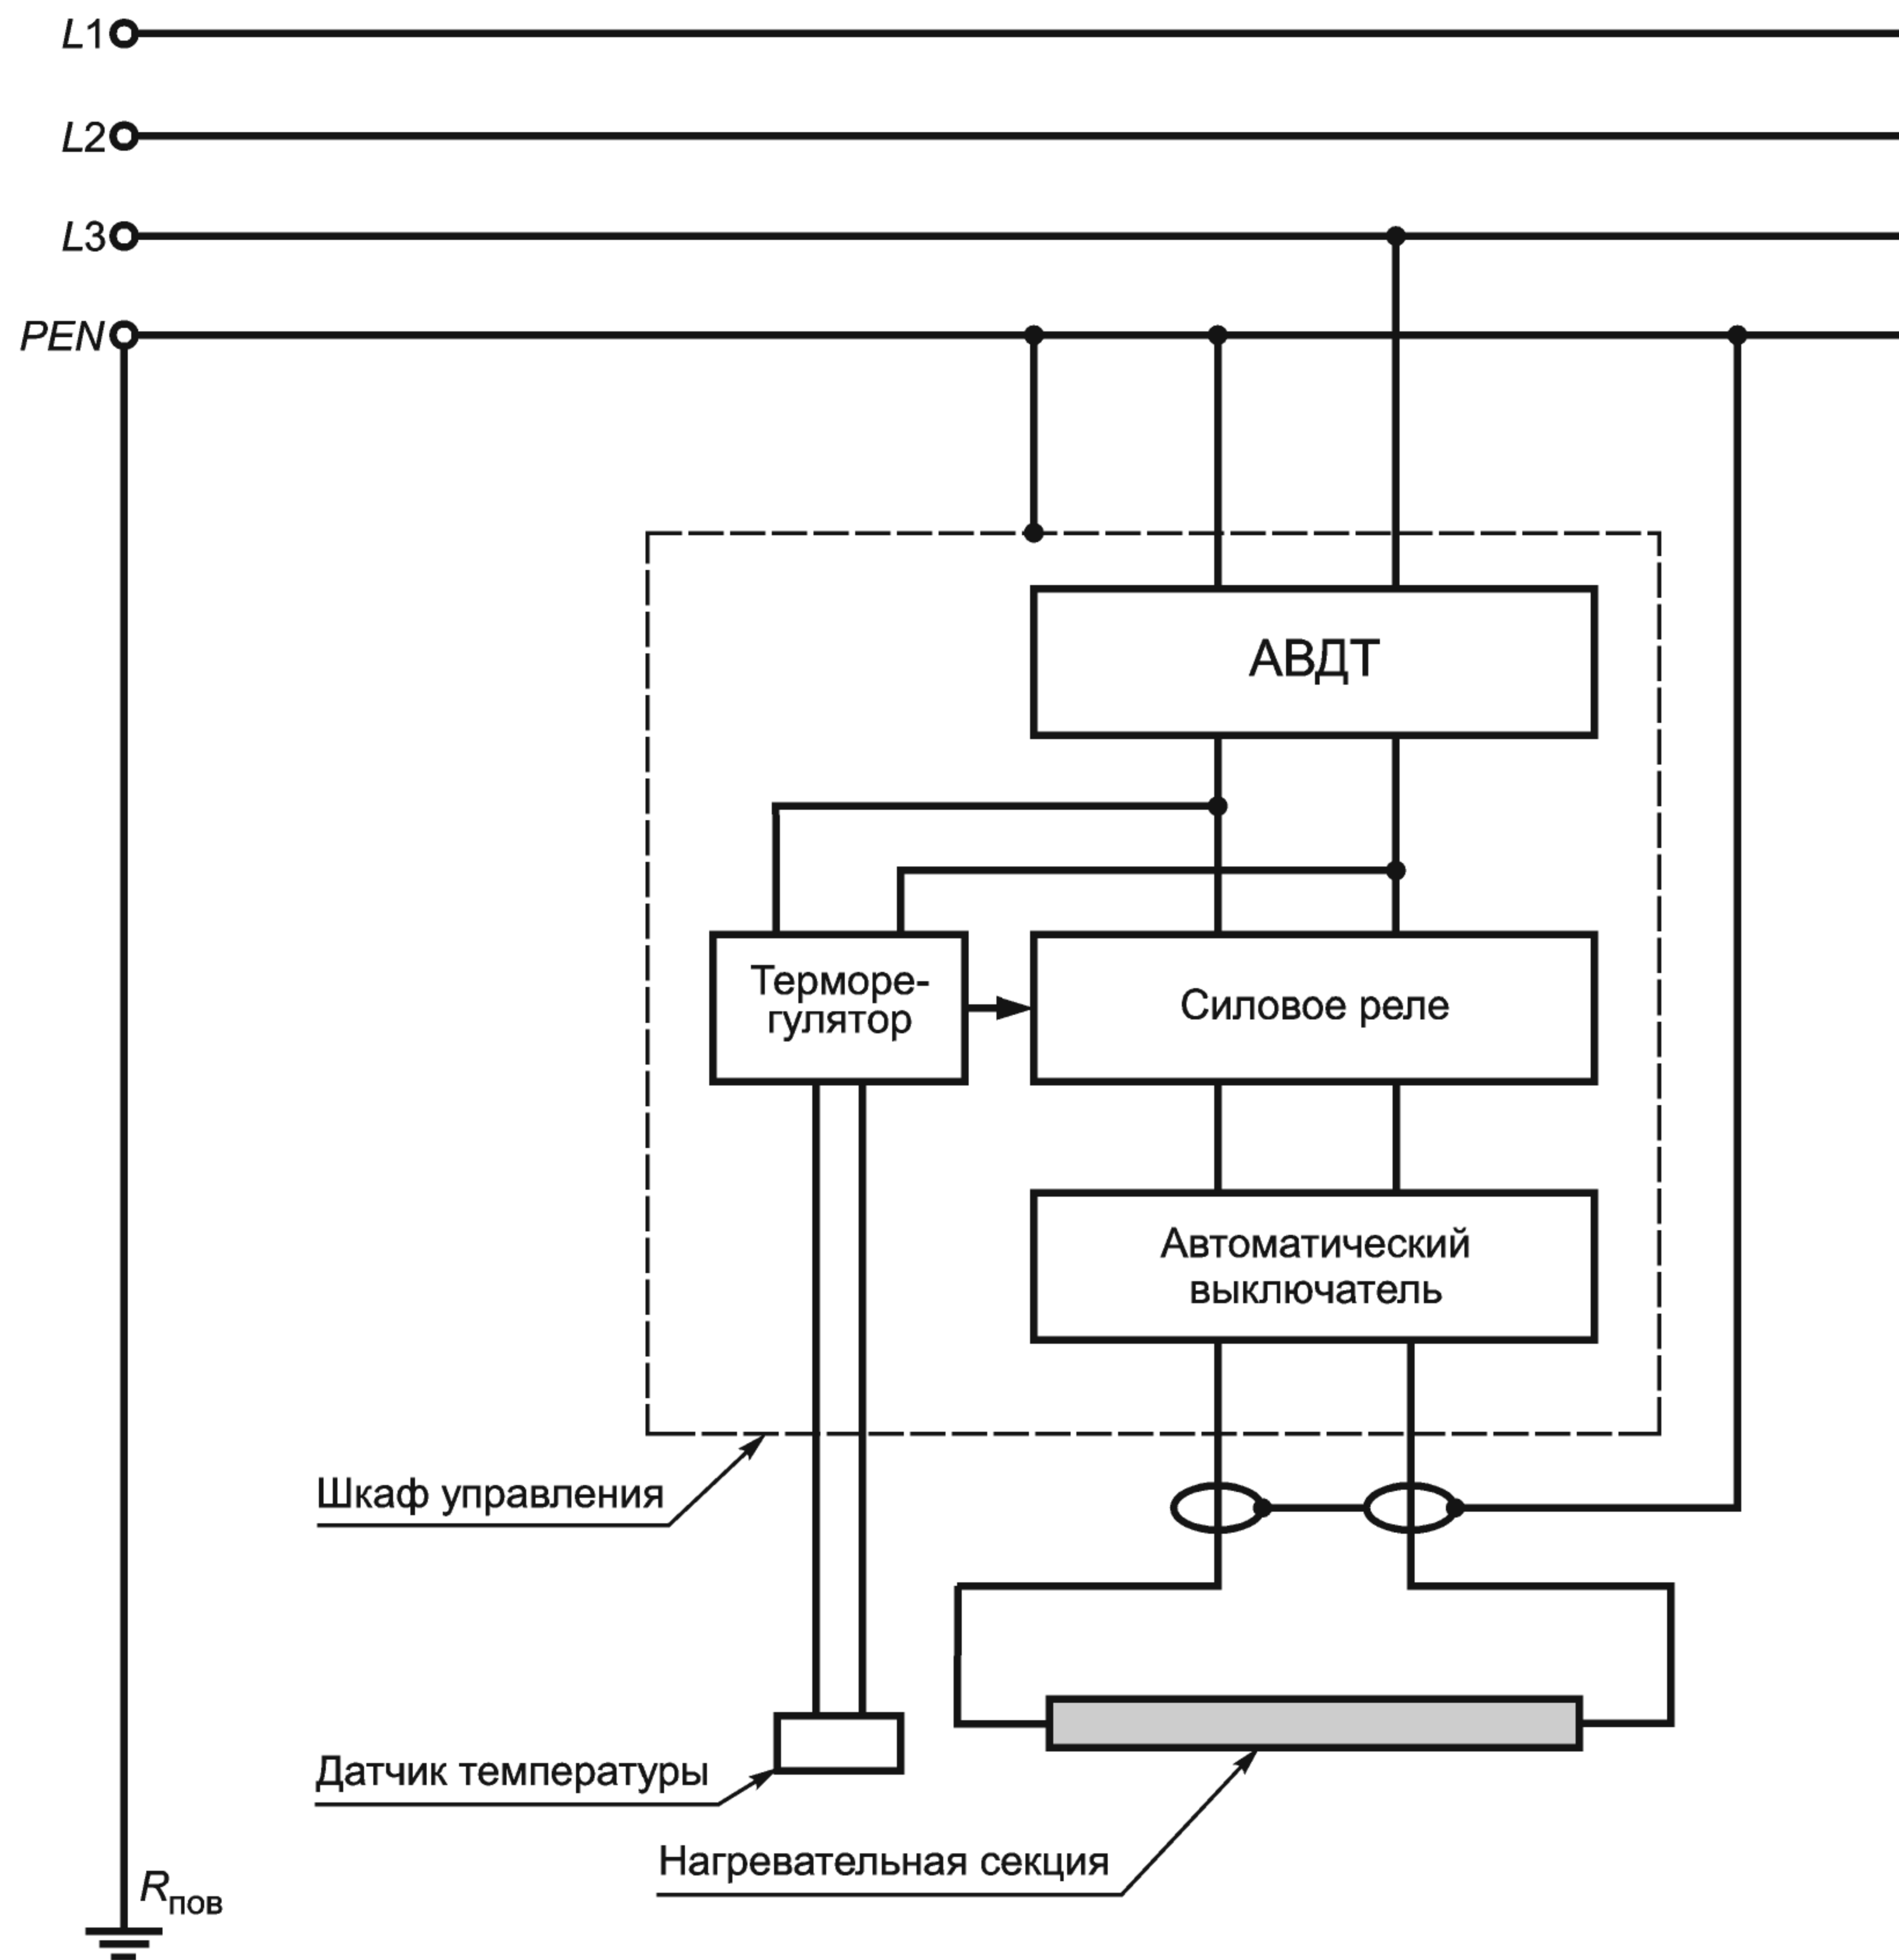 L1
L2
L3
PEN
АВДТ
Терморе-
гулятор
Силовое реле
Автоматический
выключатель
Шкаф управления
Датчик температуры
Нагревательная секция
Rпов